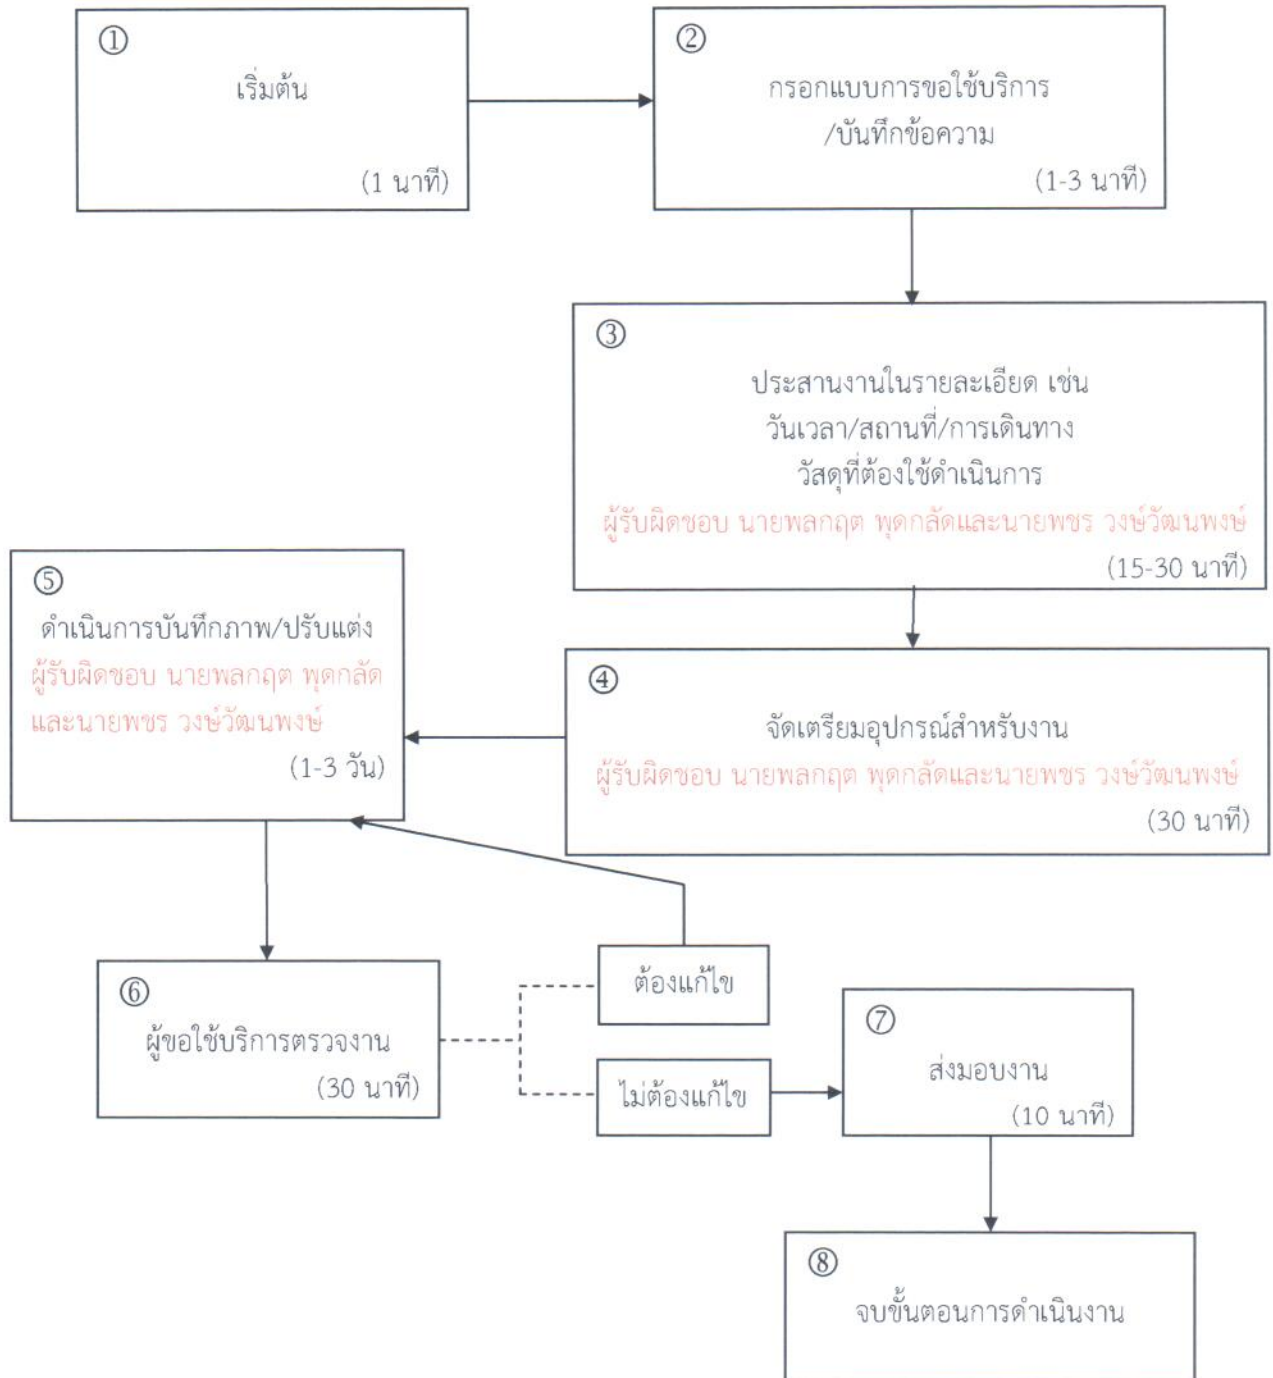 ①
เริ่มต้น
(1 นาที)
②
กรอกแบบการขอใช้บริการ
/บันทึกข้อความ
(1-3 นาที)
③
ประสานงานในรายละเอียด เช่น
วันเวลา/สถานที่/การเดินทาง
วัสดุที่ต้องใช้ดำเนินการ
ผู้รับผิดชอบ นายพลกฤต พุดกลัดและนายพชร วงษ์วัฒนพงษ์
(15-30 นาที)
④
จัดเตรียมอุปกรณ์สำหรับงาน
ผู้รับผิดชอบ นายพลกฤต พุดกลัดและนายพชร วงษ์วัฒนพงษ์
(30 นาที)
⑤
ดำเนินการบันทึกภาพ/ปรับแต่ง
ผู้รับผิดชอบ นายพลกฤต พุดกลัด
และนายพชร วงษ์วัฒนพงษ์
(1-3 วัน)
⑥
ผู้ขอใช้บริการตรวจงาน
(30 นาที)
ต้องแก้ไข
ไม่ต้องแก้ไข
⑦
ส่งมอบงาน
(10 นาที)
⑧
จบขั้นตอนการดำเนินงาน